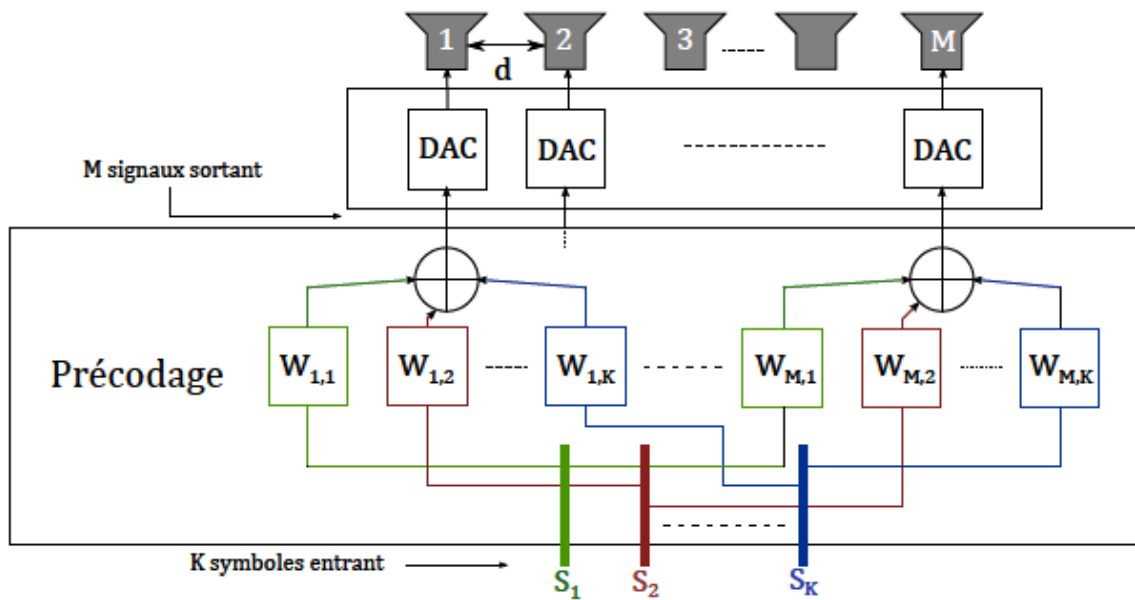 1 2 3 M
d
DAC DAC DAC
M signaux sortant
Précodage W1,1 W1,2 W1,K WM,1 WM,2 WM,K
K symboles entrant
S1 S2 SK